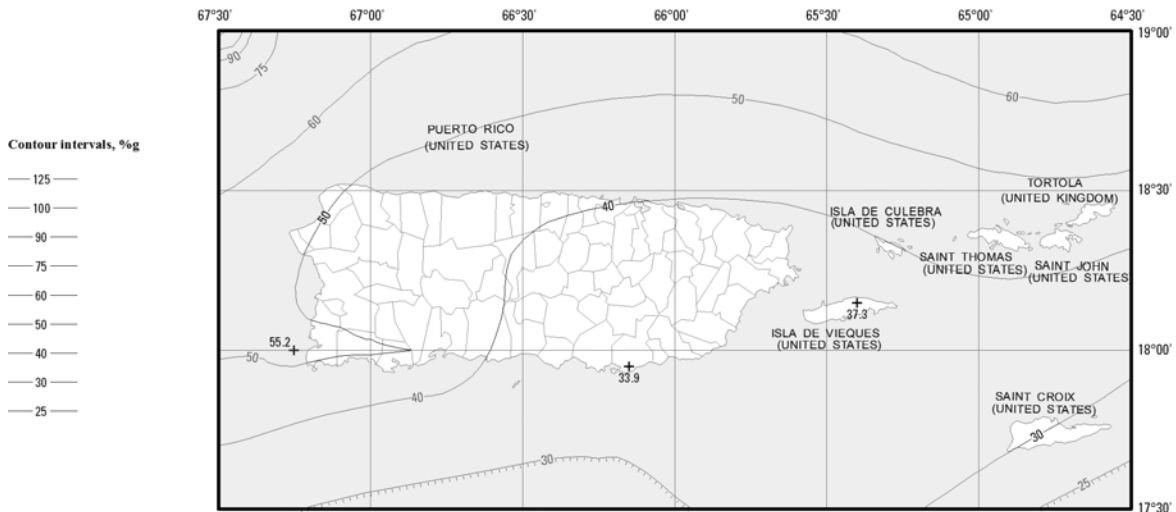 67°30'
67°00'
66°30'
66°00'
65°30'
65°00'
64°30'
19°00'
90
75
60
50
60
Contour intervals, %g
125
100
90
75
60
50
40
30
25
PUERTO RICO
(UNITED STATES)
18°30'
TORTOLA
(UNITED KINGDOM)
50
40
ISLA DE CULEBRA
(UNITED STATES)
SAINT THOMAS
(UNITED STATES)
SAINT JOHN
(UNITED STATES
37.3
ISLA DE VIEQUES
(UNITED STATES)
55.2
50
18°00'
33.9
40
SAINT CROIX
(UNITED STATES)
30
30
25
17°30'